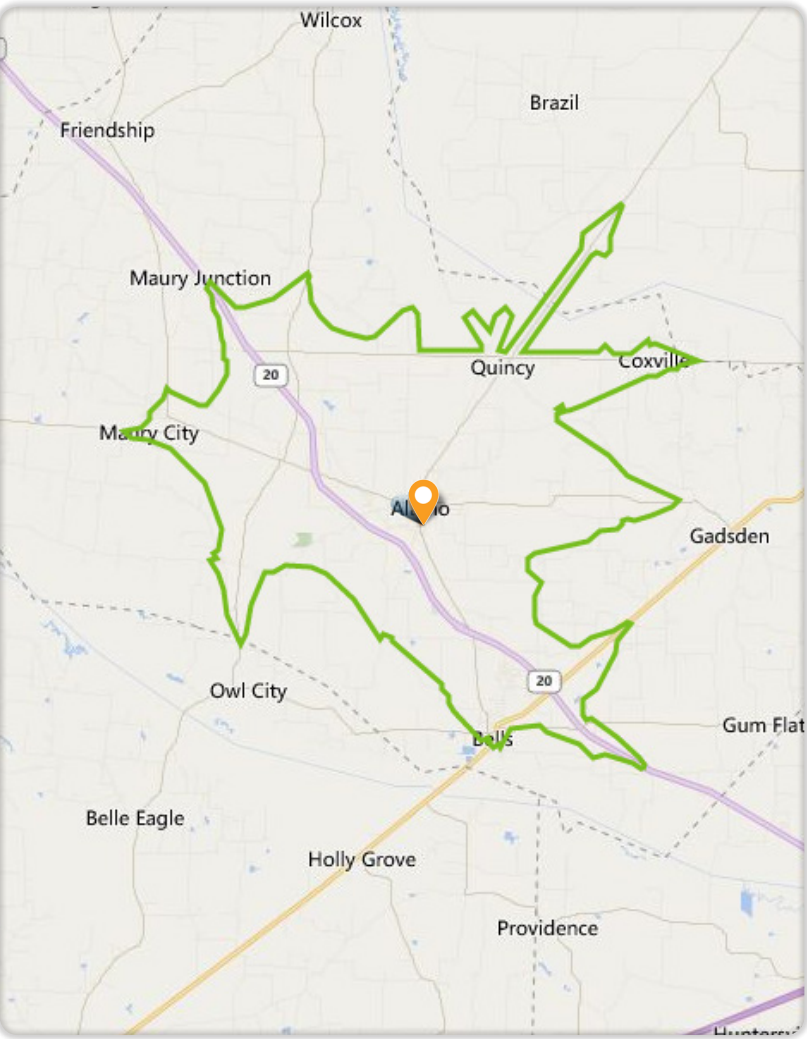 Wilcox
Brazil
Friendship
Maury Junction
Quincy
Coxville
20
Maury City
Alamo
Gadsden
20
Owl City
Gum Flat
Bells
Belle Eagle
Holly Grove
Providence